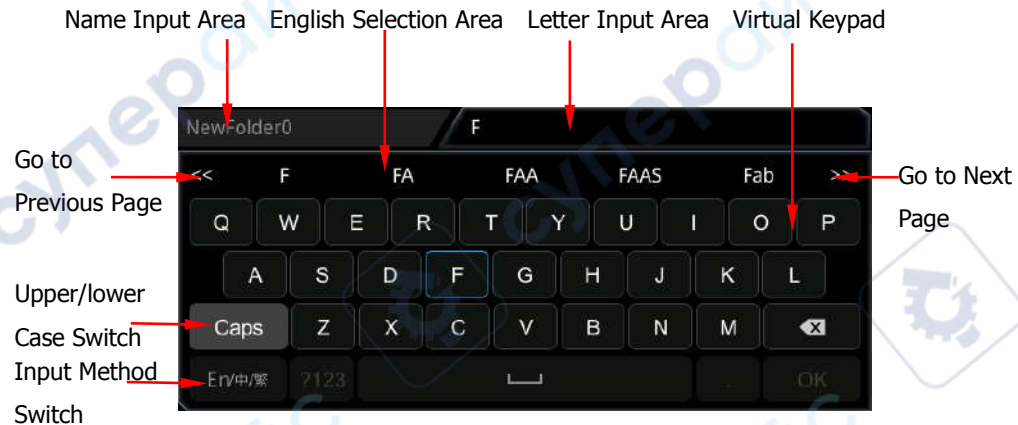 Name Input Area English Selection Area Letter Input Area Virtual Keypad
NewFolder0 F
Go to
Previous Page
<< F FA FAA FAAS Fab >>
Go to Next
Page
Q W E R T Y U I O P
A S D F G H J K L
Upper/lower
Case Switch
Caps Z X C V B N M
Input Method
Switch
En/中/繁 ?123 . OK